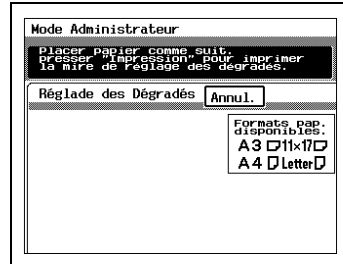 Mode Administrateur
Placer papier comme suit.
presser "Impression" pour imprimer
la mire de réglage des dégradés.
Réglade des Dégradés Annul.
Formats pap.
disponibles.
A3 11×17
A4 Letter